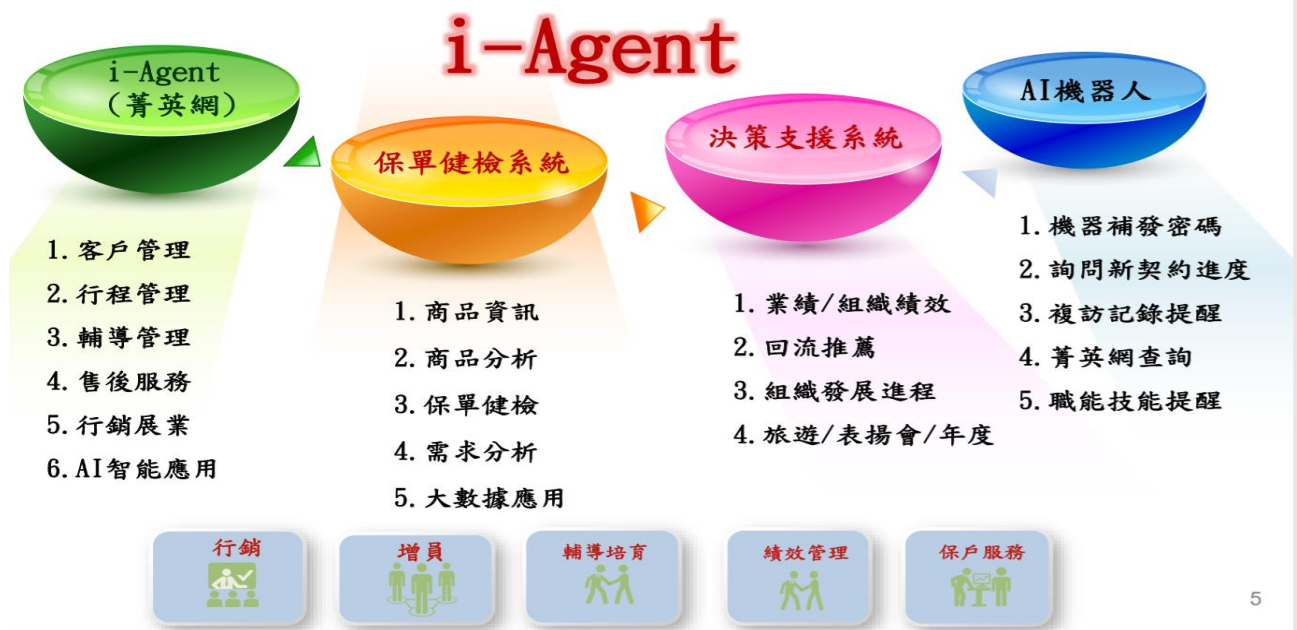 i-Agent
i-Agent
(菁英網)
1.客戶管理
2.行程管理
3.輔導管理
4.售後服務
5.行銷展業
6.AI智能應用
保單健檢系統
1.商品資訊
2.商品分析
3.保單健檢
4.需求分析
5.大數據應用
決策支援系統
1.業績/組織績效
2.回流推薦
3.組織發展進程
4.旅遊/表揚會/年度
AI機器人
1.機器補發密碼
2.詢問新契約進度
3.複訪記錄提醒
4.菁英網查詢
5.職能技能提醒
行銷
增員
輔導培育
績效管理
保戶服務
5